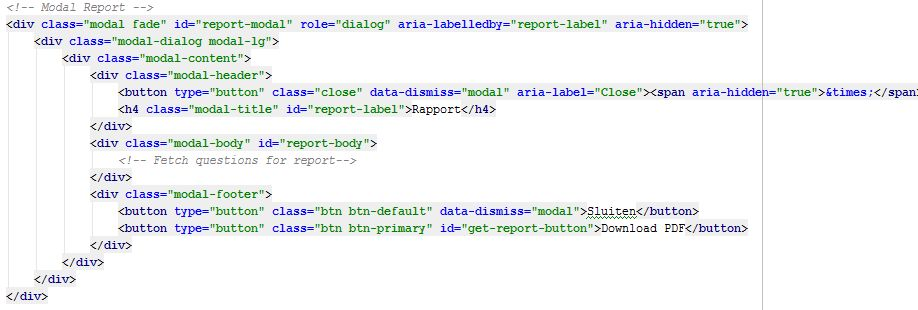 <!-- Modal Report -->
<div class="modal fade" id="report-modal" role="dialog" aria-labelledby="report-label" aria-hidden="true">
<div class="modal-dialog modal-lg">
<div class="modal-content">
<div class="modal-header">
<button type="button" class="close" data-dismiss="modal" aria-label="Close"><span aria-hidden="true">&times;</span
<h4 class="modal-title" id="report-label">Rapport</h4>
</div>
<div class="modal-body" id="report-body">
<!-- Fetch questions for report-->
</div>
<div class="modal-footer">
<button type="button" class="btn btn-default" data-dismiss="modal">Sluiten</button>
<button type="button" class="btn btn-primary" id="get-report-button">Download PDF</button>
</div>
</div>
</div>
</div>